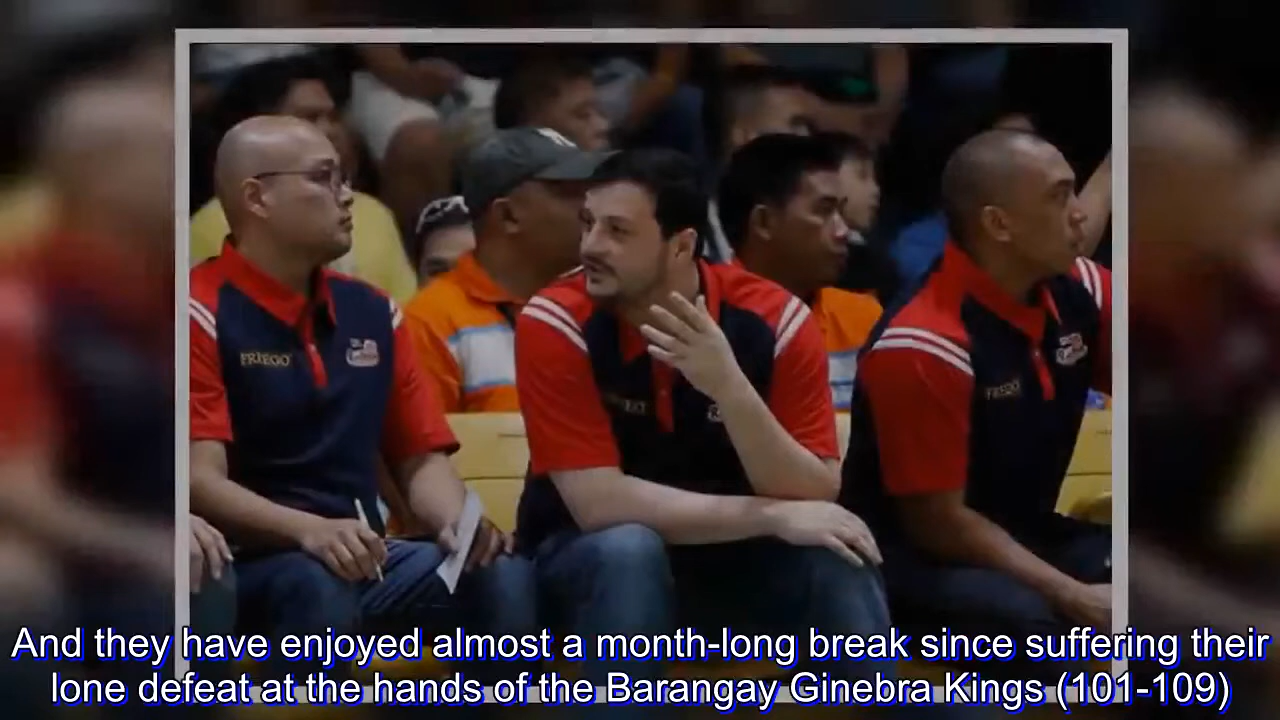 FRIEGO
And they have enjoyed almost a month-long break since suffering their
lone defeat at the hands of the Barangay Ginebra Kings (101-109)